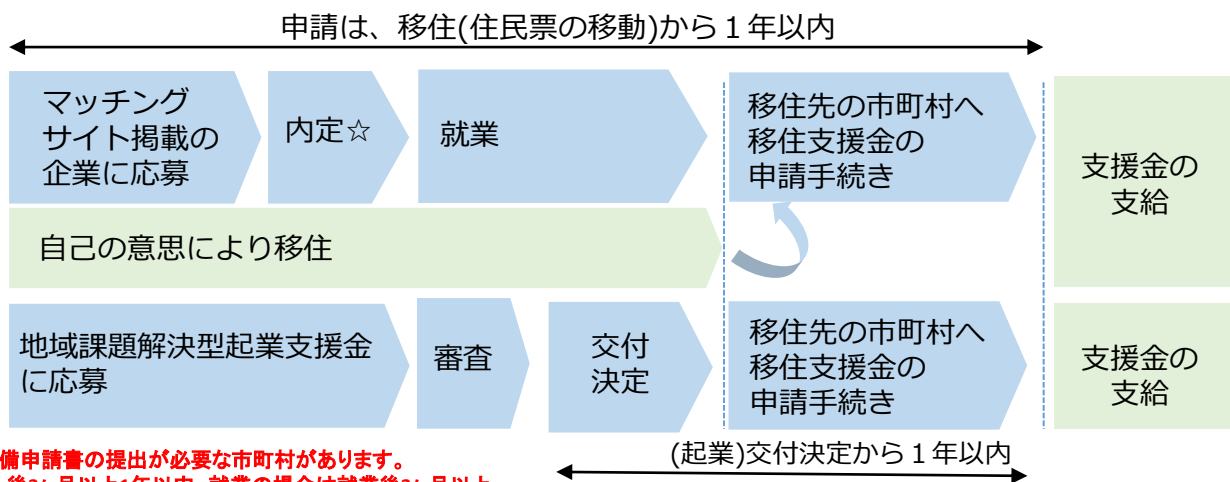 申請は、移住(住民票の移動)から１年以内
マッチング
サイト掲載の
企業に応募
内定☆
就業
移住先の市町村へ
移住支援金の
申請手続き
支援金の
支給
自己の意思により移住
地域課題解決型起業支援金
に応募
審査
交付
決定
移住先の市町村へ
移住支援金の
申請手続き
支援金の
支給
(起業)交付決定から１年以内
備申請書の提出が必要な市町村があります。